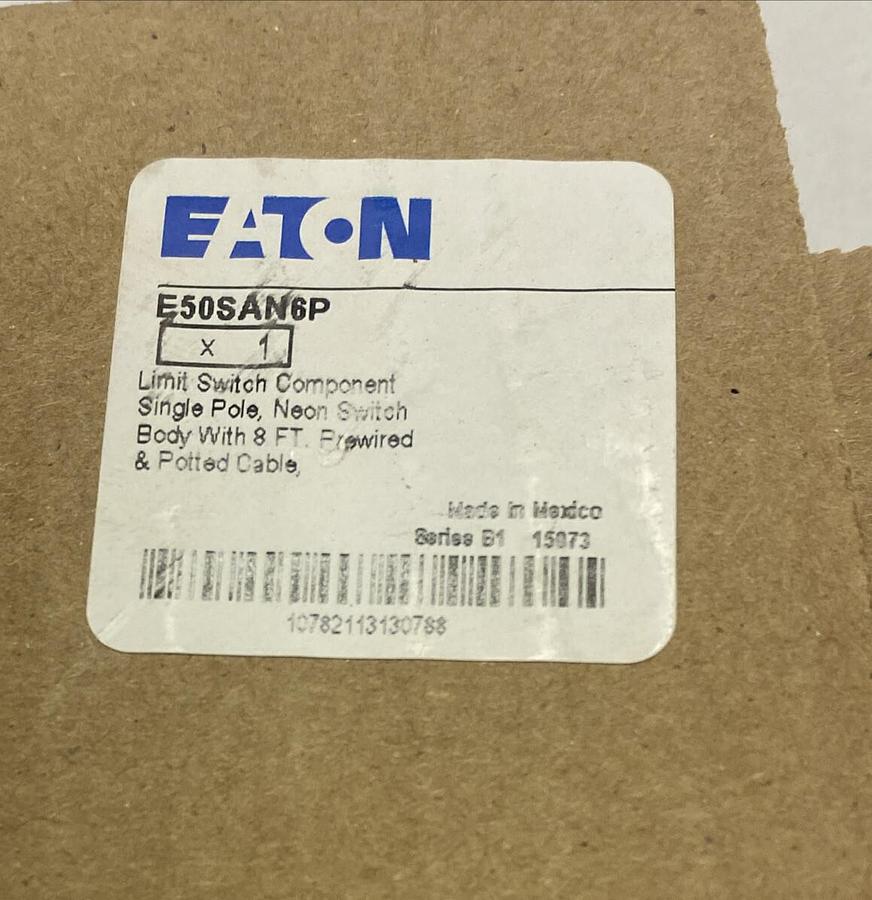 EATON
E50SAN6P
x 1
Limit Switch Component
Single Pole, Neon Switch
Body With 8 FT. Prewired
& Potted Cable,
Made in Mexico
Series B1 15073
10782113130788